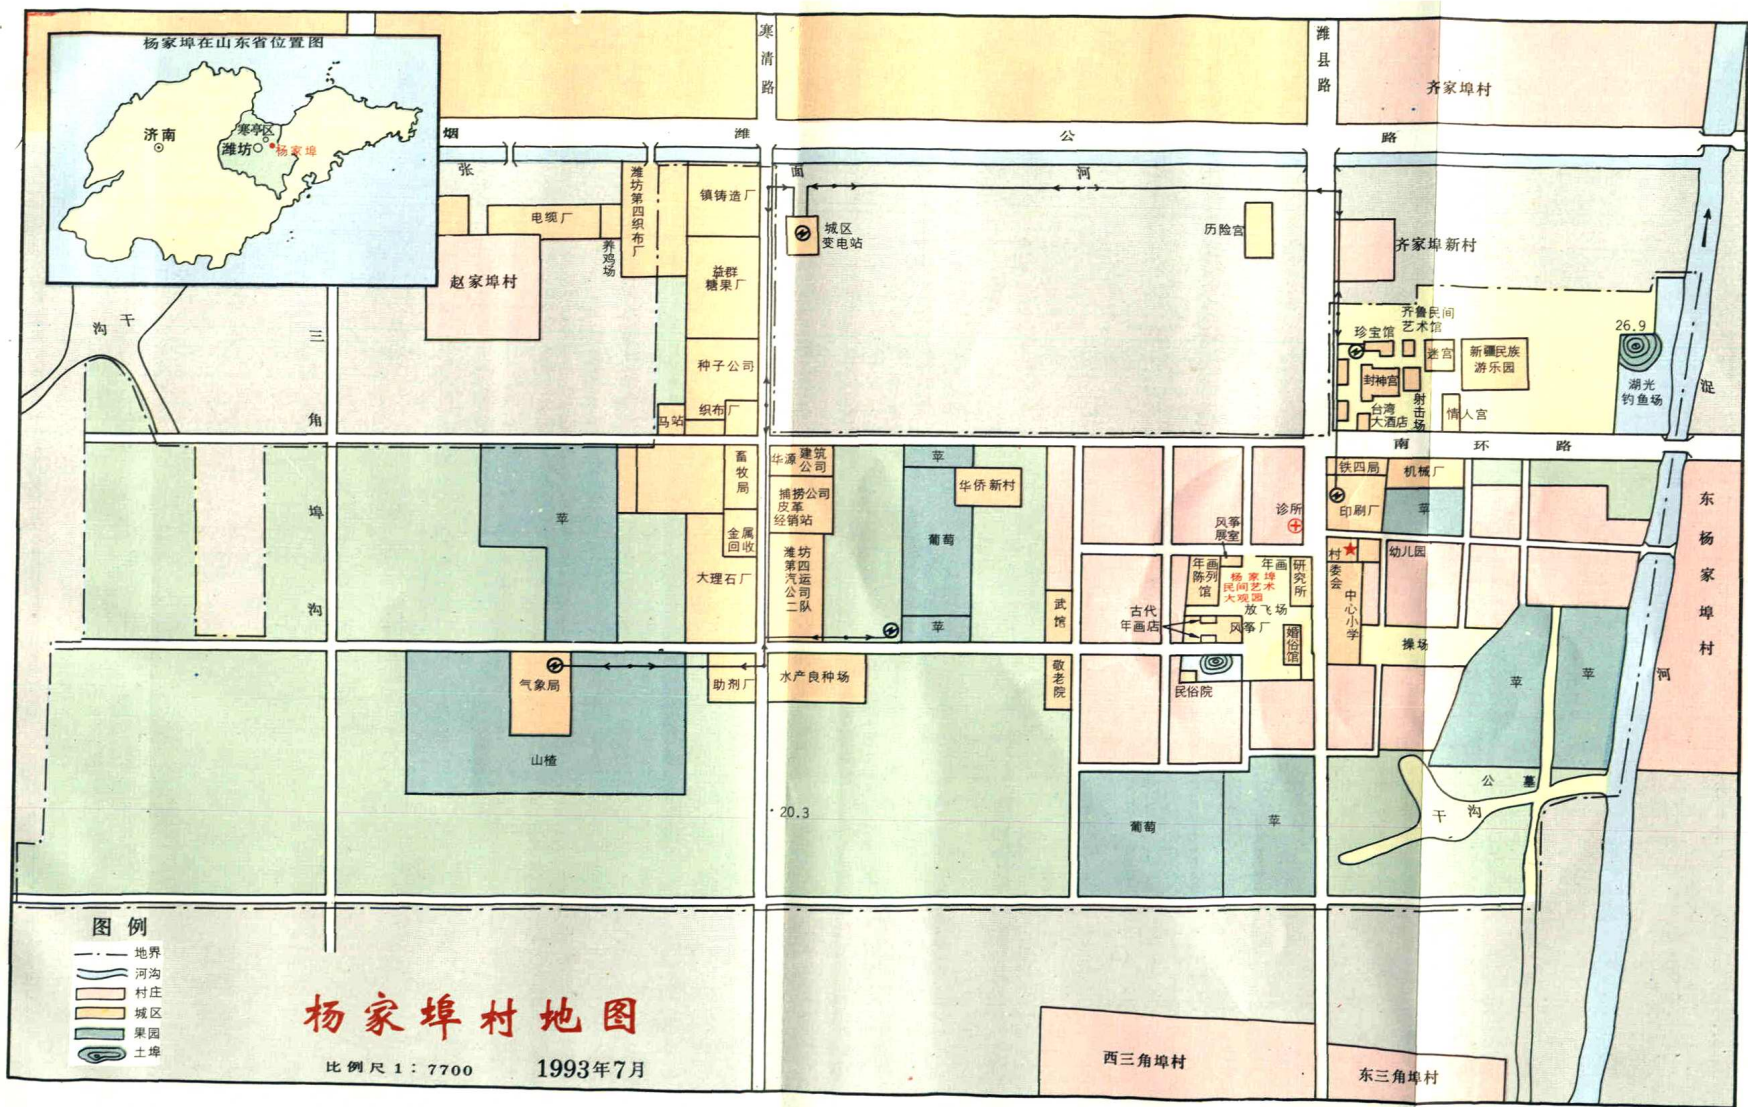 杨家埠在山东省位置图
济南
寒亭区
潍坊
杨家埠
寒清路
潍县路
齐家埠村
烟潍公路
张面河
镇铸造厂
潍坊第四织布厂
电缆厂
养鸡场
赵家埠村
益群
糖果厂
种子公司
织布厂
马站
城区
变电站
历险宫
齐家埠新村
齐鲁民间
艺术馆
珍宝馆
迷宫
新疆民族
游乐园
封神宫
射击场
台湾
大酒店
情人宫
26.9
湖光
钓鱼场
浞河
干沟
三角埠沟
南环路
畜牧局
华源
建筑
公司
捕捞公司
皮革
经销站
金属
回收
大理石厂
潍坊
第四
汽运
公司
二队
苹
苹
华侨新村
葡萄
苹
武馆
敬老院
诊所
风筝
展室
年画
陈列
馆
年画
研究所
杨家埠
民间艺术
大观园
放飞场
古代
年画店
风筝厂
婚俗馆
民俗院
铁四局
机械厂
印刷厂
苹
村委会
幼儿园
中心小学
操场
东杨家埠村
苹
苹
气象局
助剂厂
水产良种场
山楂
20.3
葡萄
苹
公墓
干沟
图例
地界
河沟
村庄
城区
果园
土埠
杨家埠村地图
比例尺1：7700
1993年7月
西三角埠村
东三角埠村